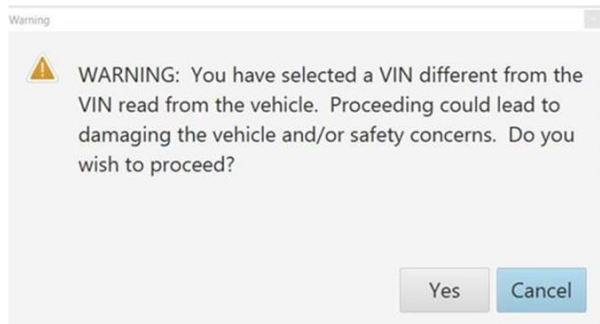 Warning
WARNING: You have selected a VIN different from the
VIN read from the vehicle. Proceeding could lead to
damaging the vehicle and/or safety concerns. Do you
wish to proceed?
Yes
Cancel